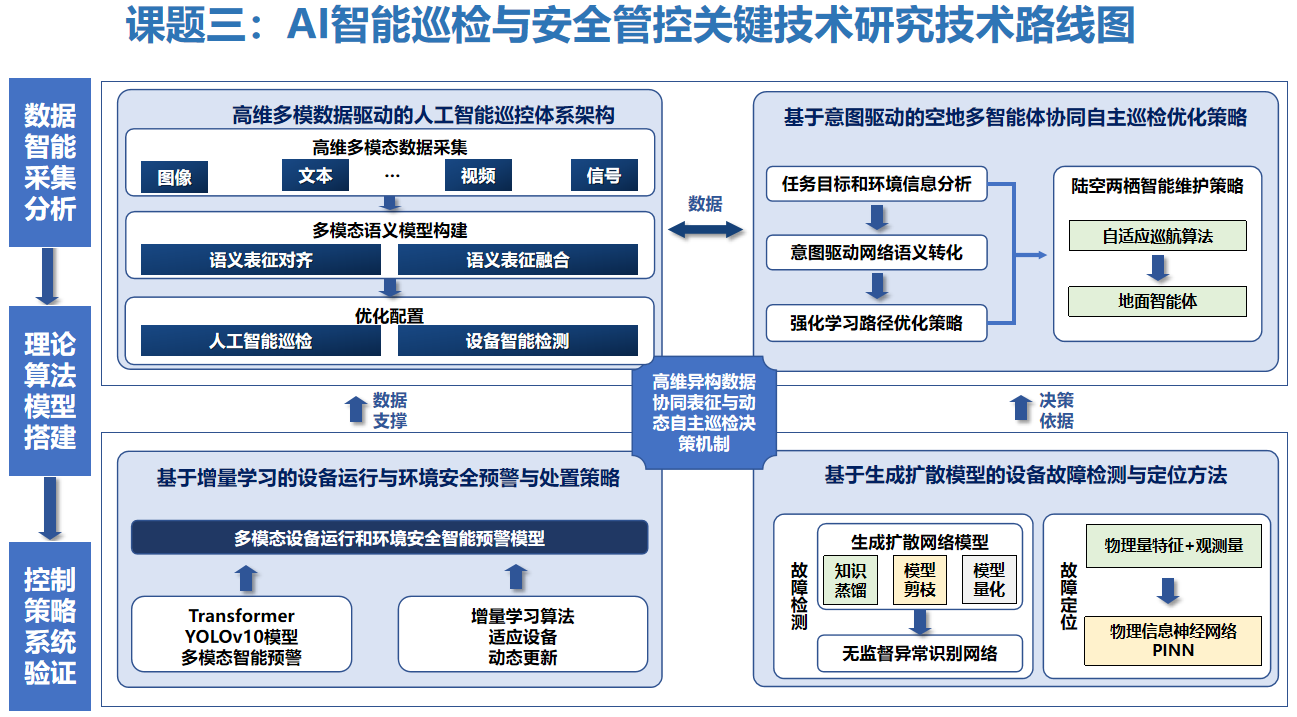 课题三：AI智能巡检与安全管控关键技术研究技术路线图
数据
智能
采集
分析
理论
算法
模型
搭建
控制
策略
系统
验证
高维多模数据驱动的人工智能巡控体系架构
高维多模态数据采集
图像
文本
...
视频
信号
多模态语义模型构建
语义表征对齐
语义表征融合
优化配置
人工智能巡检
设备智能检测
数据
基于意图驱动的空地多智能体协同自主巡检优化策略
任务目标和环境信息分析
意图驱动网络语义转化
强化学习路径优化策略
陆空两栖智能维护策略
自适应巡航算法
地面智能体
高维异构数据
协同表征与动
态自主巡检决
策机制
数据
支撑
决策
依据
基于增量学习的设备运行与环境安全预警与处置策略
多模态设备运行和环境安全智能预警模型
Transformer
YOLOv10模型
多模态智能预警
增量学习算法
适应设备
动态更新
基于生成扩散模型的设备故障检测与定位方法
故障检测
生成扩散网络模型
知识
蒸馏
模型
剪枝
模型
量化
无监督异常识别网络
故障定位
物理量特征+观测量
物理信息神经网络
PINN